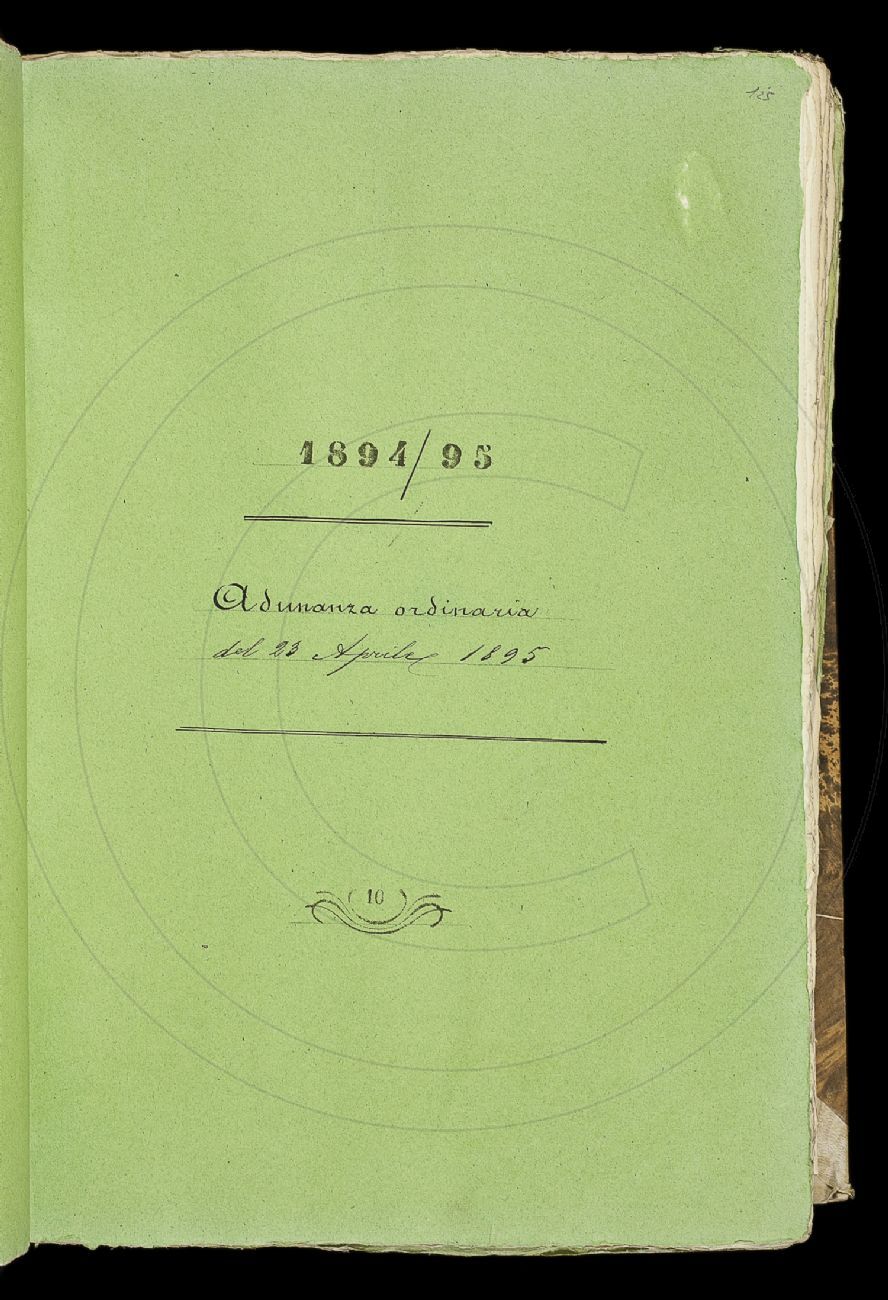 125
1894/95
Adunanza ordinaria
del 23 Aprile 1895
(10)